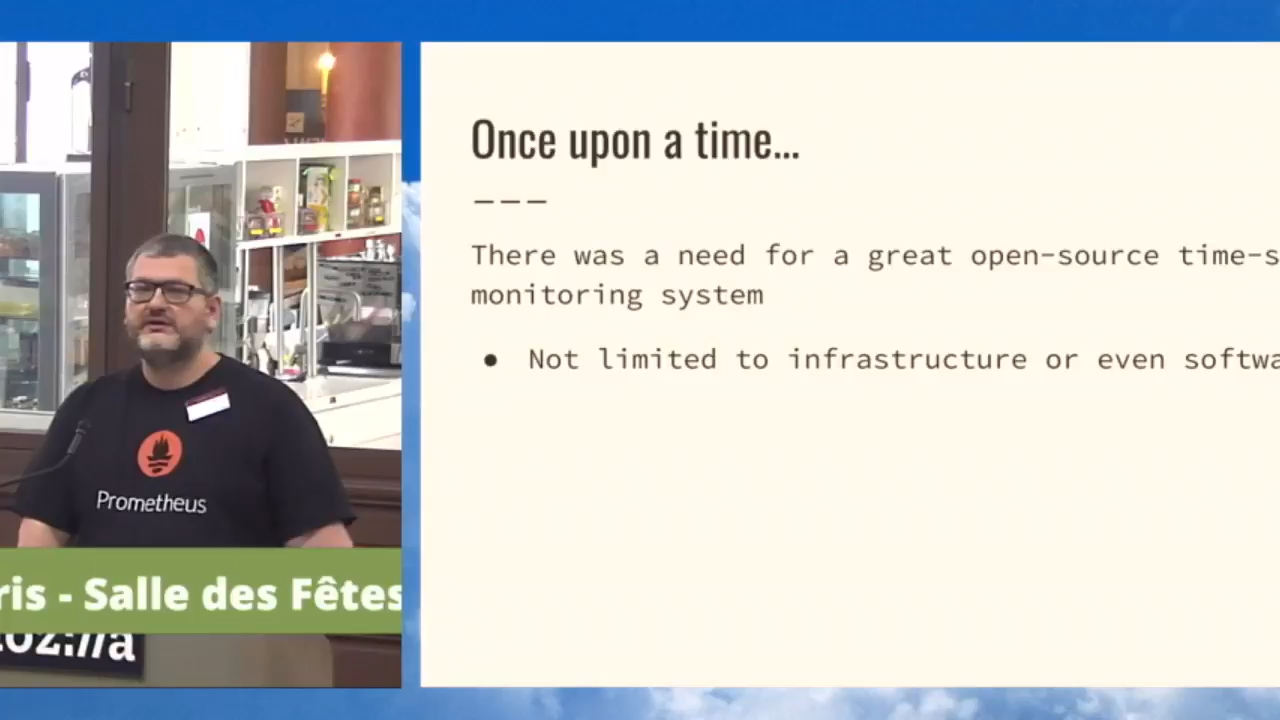 Once upon a time...
---
There was a need for a great open-source time-s
monitoring system
● Not limited to infrastructure or even softwa
Prometheus
ris - Salle des Fêtes
oz://a